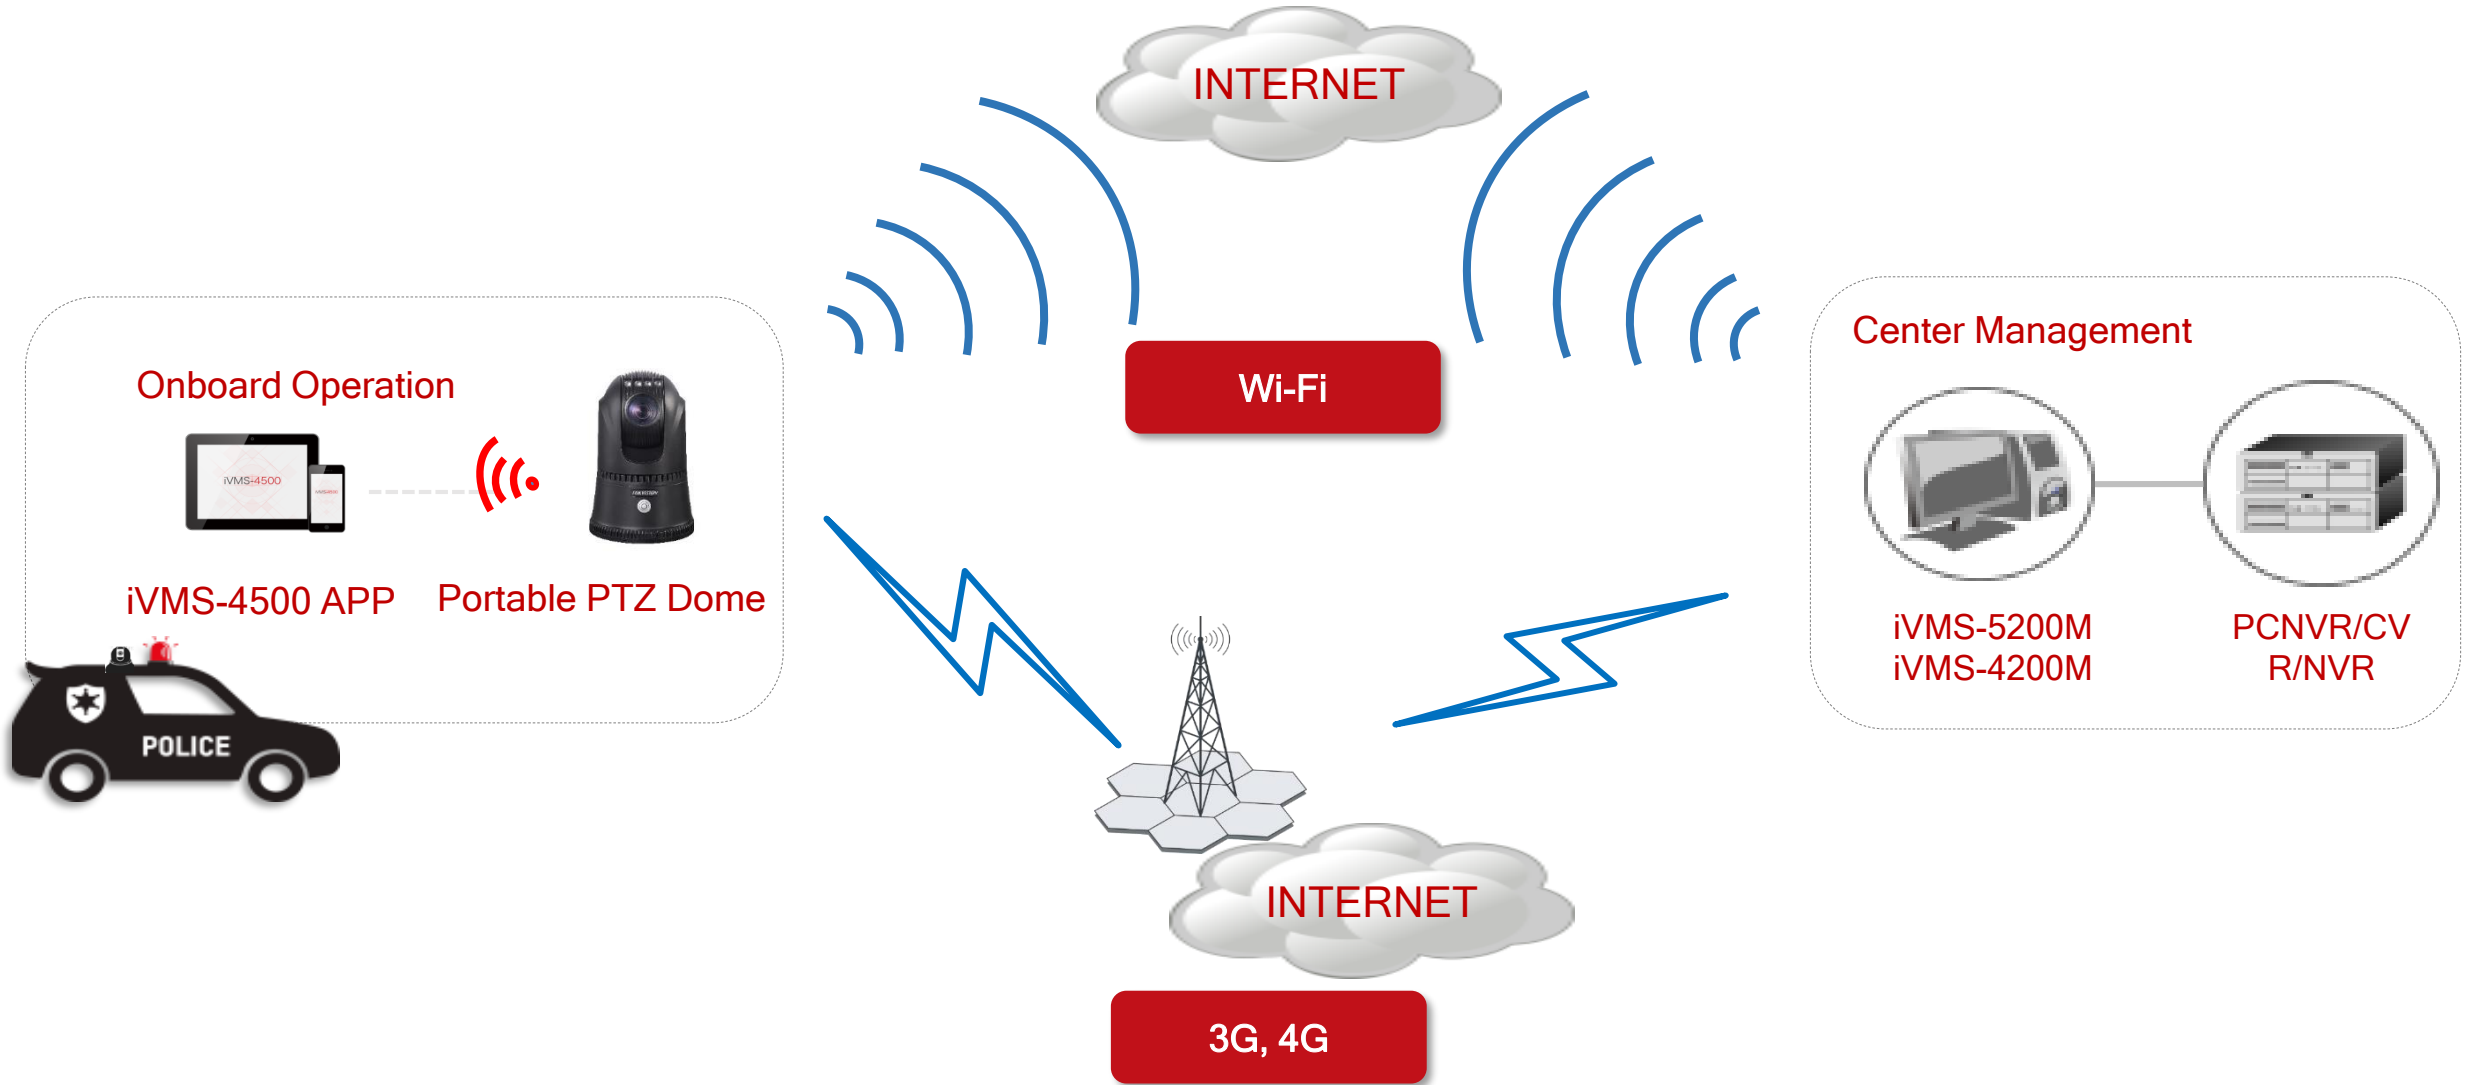 INTERNET
Wi-Fi
Onboard Operation
iVMS-4500
iVMS-4500 APP
Portable PTZ Dome
POLICE
Center Management
iVMS-5200M
iVMS-4200M
PCNVR/CV
R/NVR
INTERNET
3G, 4G